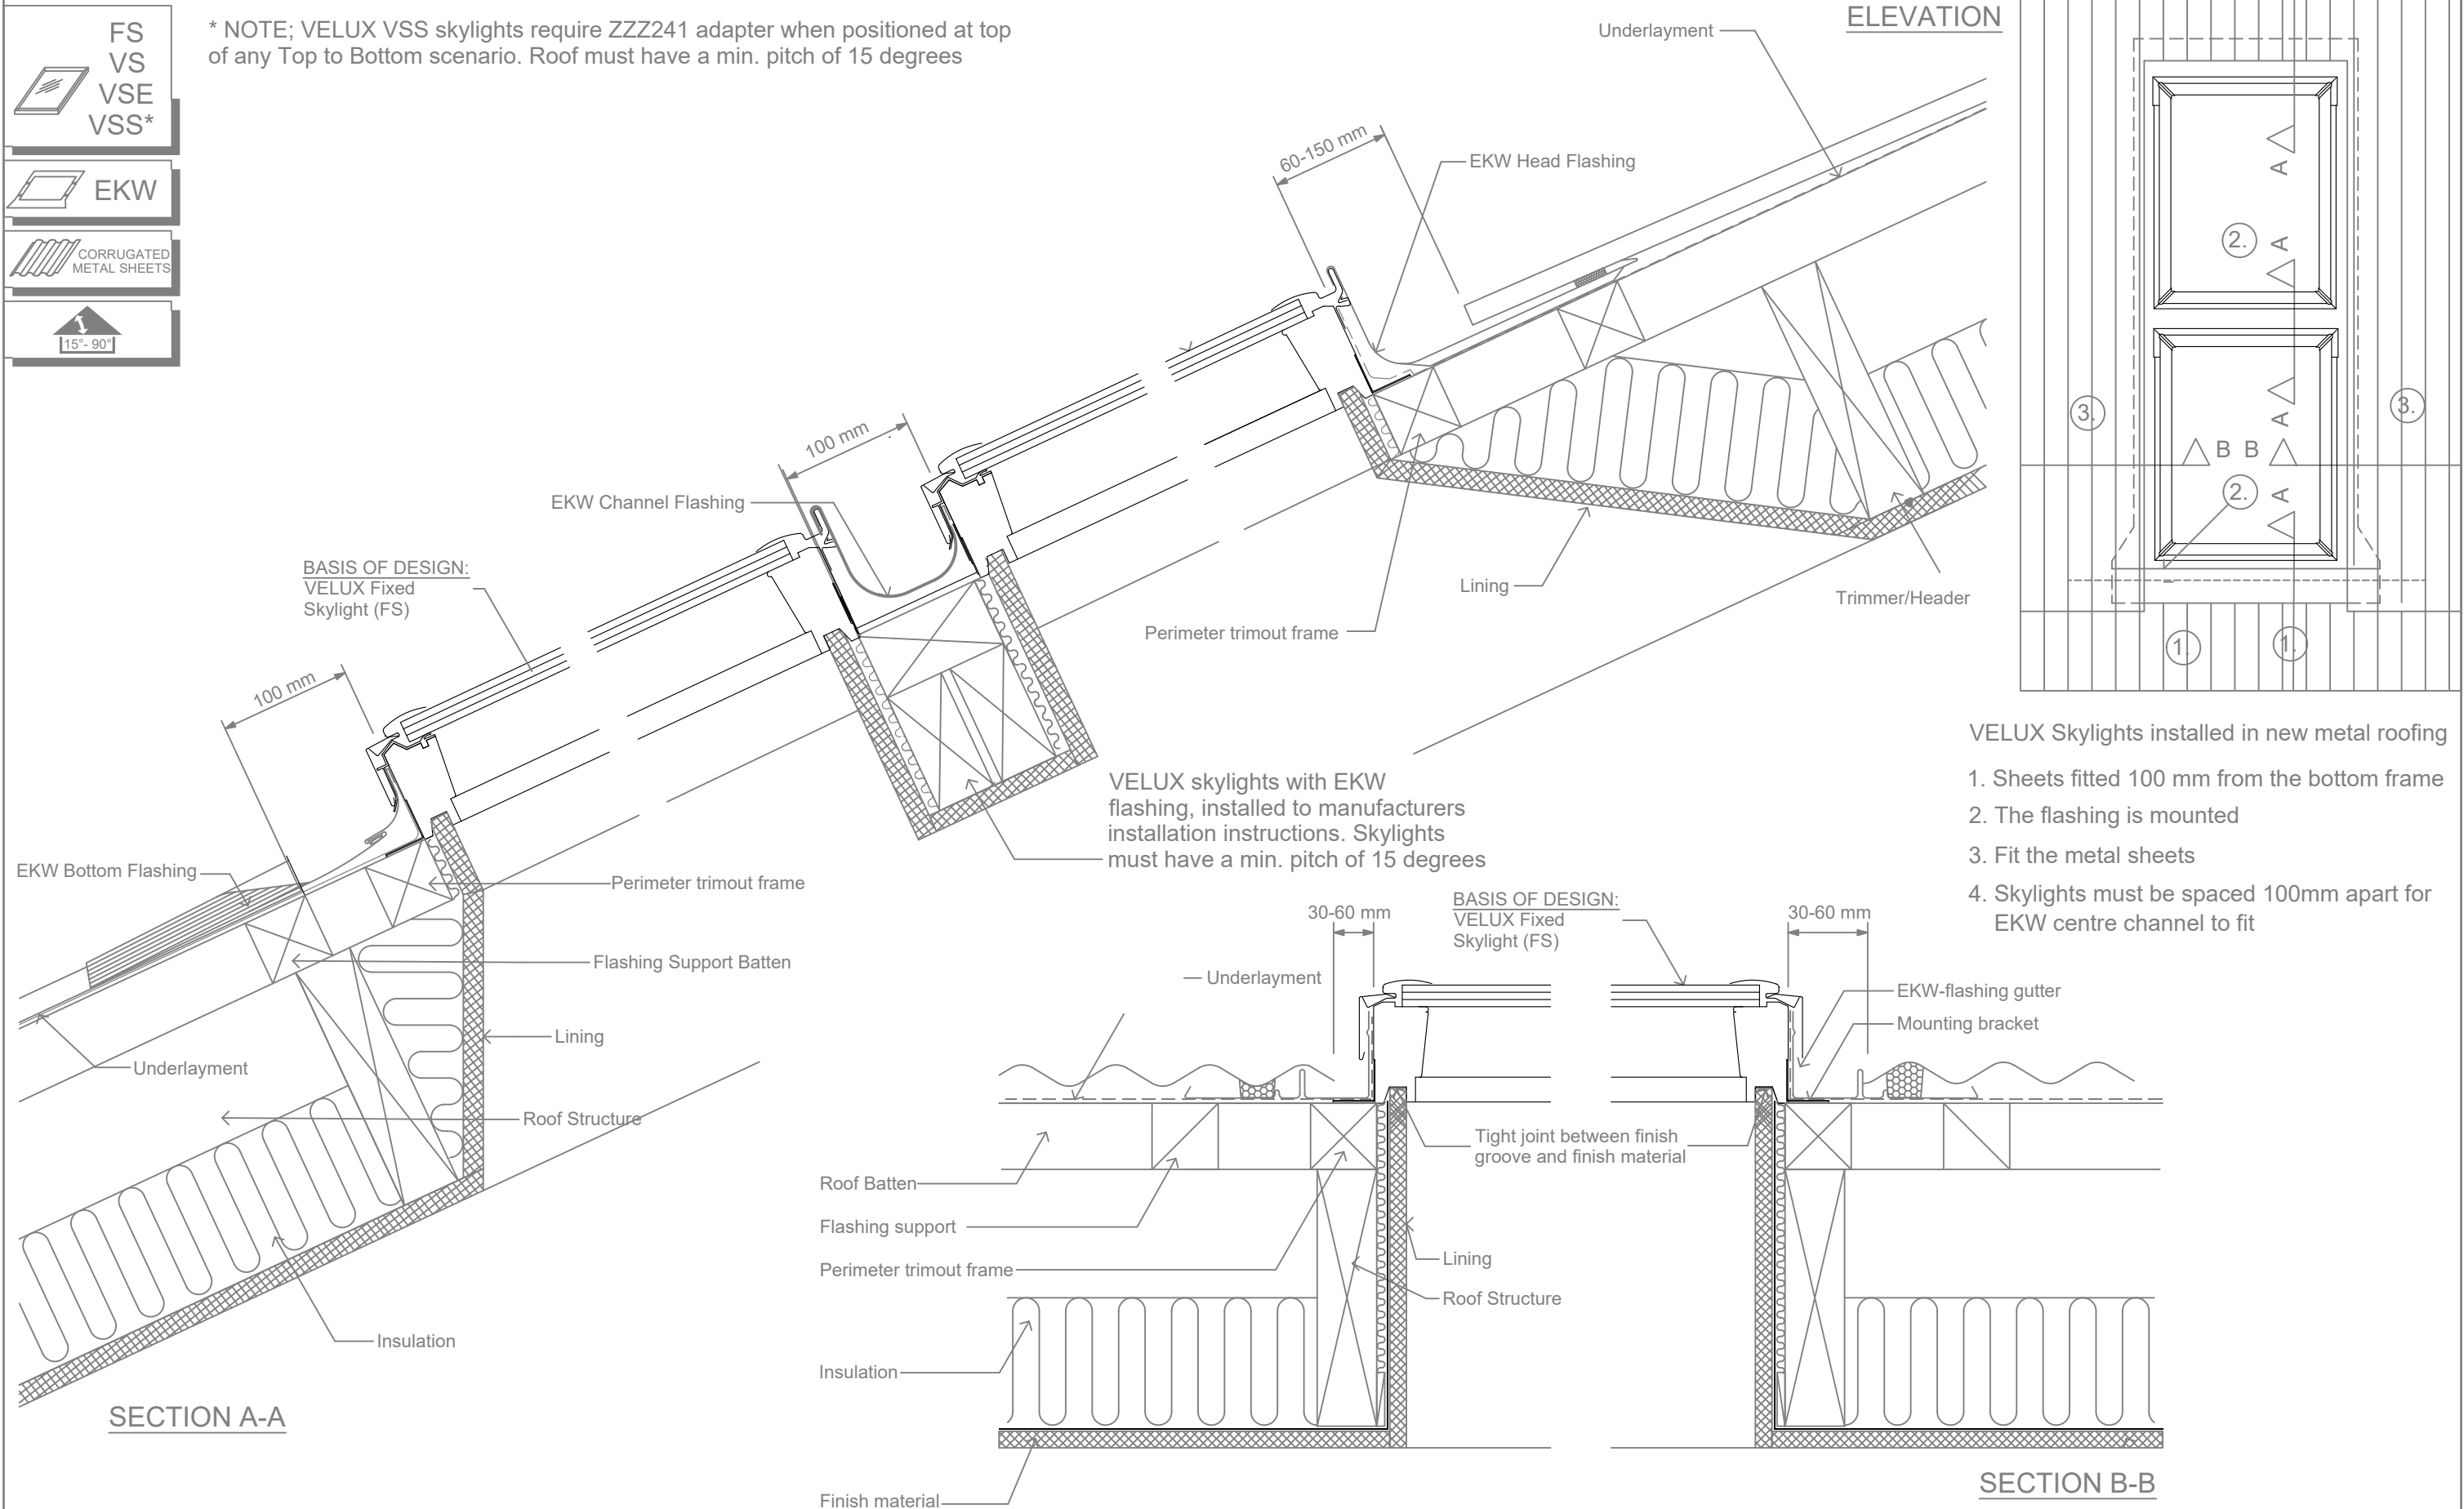 FS
VS
VSE
VSS*
EKW
CORRUGATED
METAL SHEETS
15°- 90°
* NOTE; VELUX VSS skylights require ZZZ241 adapter when positioned at top
of any Top to Bottom scenario. Roof must have a min. pitch of 15 degrees
Underlayment
ELEVATION
60-150 mm
EKW Head Flashing
100 mm
EKW Channel Flashing
BASIS OF DESIGN:
VELUX Fixed
Skylight (FS)
Lining
Trimmer/Header
Perimeter trimout frame
100 mm
VELUX skylights with EKW
flashing, installed to manufacturers
installation instructions. Skylights
must have a min. pitch of 15 degrees
EKW Bottom Flashing
Perimeter trimout frame
Flashing Support Batten
Lining
Underlayment
Roof Structure
Insulation
SECTION A-A
A
2.
A
3.
3.
A
B B
2.
A
1.
1.
VELUX Skylights installed in new metal roofing
1. Sheets fitted 100 mm from the bottom frame
2. The flashing is mounted
3. Fit the metal sheets
4. Skylights must be spaced 100mm apart for
EKW centre channel to fit
30-60 mm
BASIS OF DESIGN:
VELUX Fixed
Skylight (FS)
30-60 mm
Underlayment
EKW-flashing gutter
Mounting bracket
Tight joint between finish
groove and finish material
Roof Batten
Flashing support
Perimeter trimout frame
Lining
Roof Structure
Insulation
Finish material
SECTION B-B